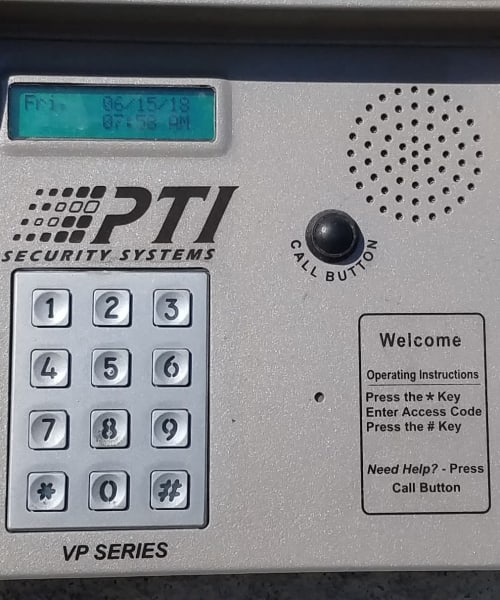 Fri. 06/15/18
07:58 AM
PTI
SECURITY SYSTEMS
CALL BUTTON
1 2 3
4 5 6
7 8 9
* 0 #
VP SERIES
Welcome
Operating Instructions
Press the * Key
Enter Access Code
Press the # Key
Need Help? - Press
Call Button